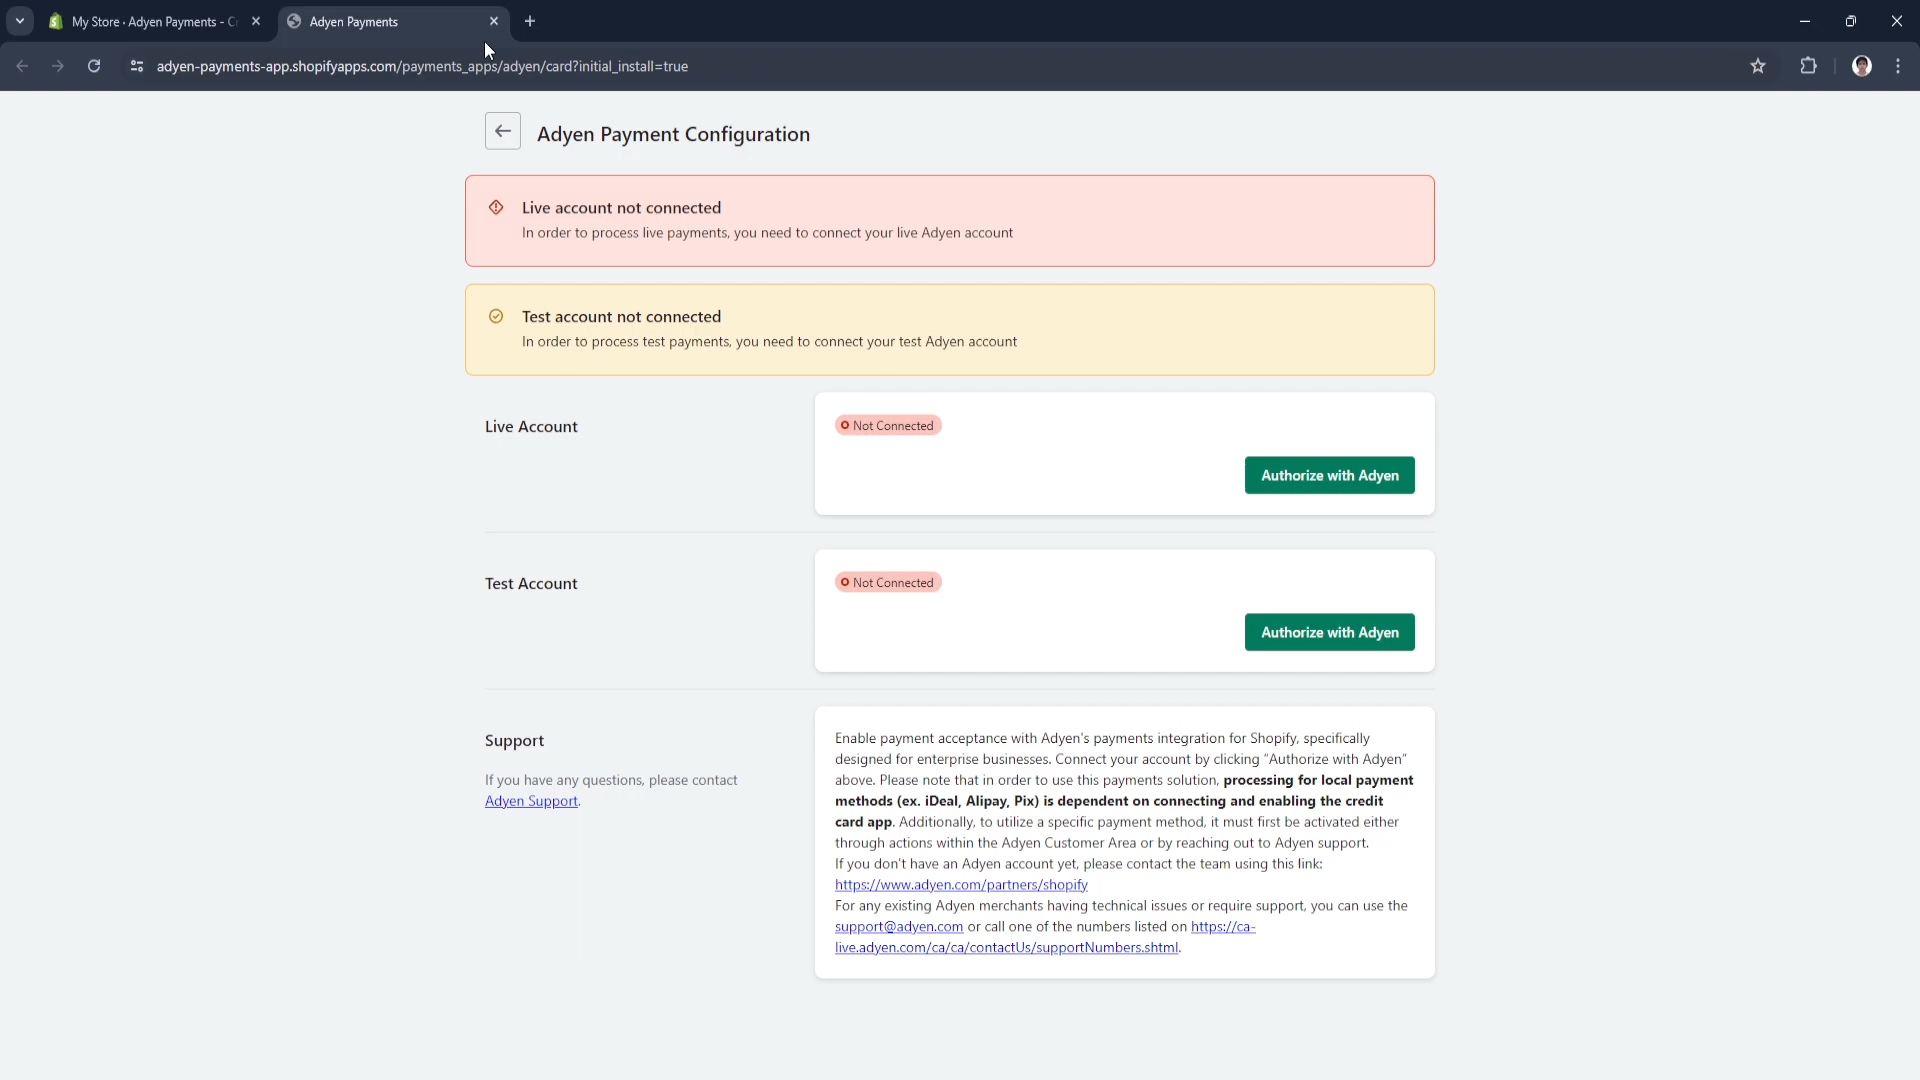 My Store · Adyen Payments - C
Adyen Payments
adyen-payments-app.shopifyapps.com/payments_apps/adyen/card?initial_install=true
Adyen Payment Configuration
Live account not connected
In order to process live payments, you need to connect your live Adyen account
Test account not connected
In order to process test payments, you need to connect your test Adyen account
Live Account
Not Connected
Authorize with Adyen
Test Account
Not Connected
Authorize with Adyen
Support
If you have any questions, please contact
Adyen Support.
Enable payment acceptance with Adyen's payments integration for Shopify, specifically
designed for enterprise businesses. Connect your account by clicking "Authorize with Adyen"
above. Please note that in order to use this payments solution, processing for local payment
methods (ex. iDeal, Alipay, Pix) is dependent on connecting and enabling the credit
card app. Additionally, to utilize a specific payment method, it must first be activated either
through actions within the Adyen Customer Area or by reaching out to Adyen support.
If you don't have an Adyen account yet, please contact the team using this link:
https://www.adyen.com/partners/shopify
For any existing Adyen merchants having technical issues or require support, you can use the
support@adyen.com or call one of the numbers listed on https://ca-
live.adyen.com/ca/ca/contactUs/supportNumbers.shtml.